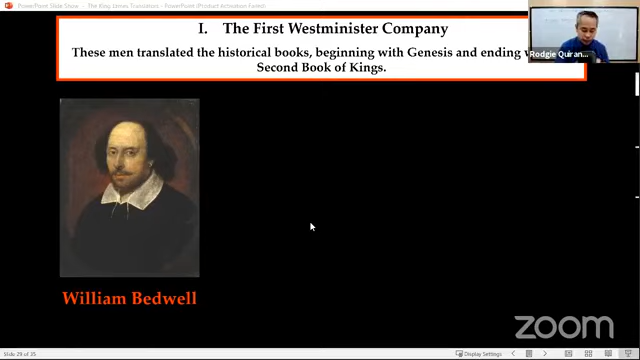 PowerPoint Slide Show - The King James Translators - PowerPoint (Product Activation Failed)
I. The First Westminister Company
These men translated the historical books, beginning with Genesis and ending
Second Book of Kings.
Rodgie Quiran...
William Bedwell
zoom
Slide 29 of 35
Display Settings